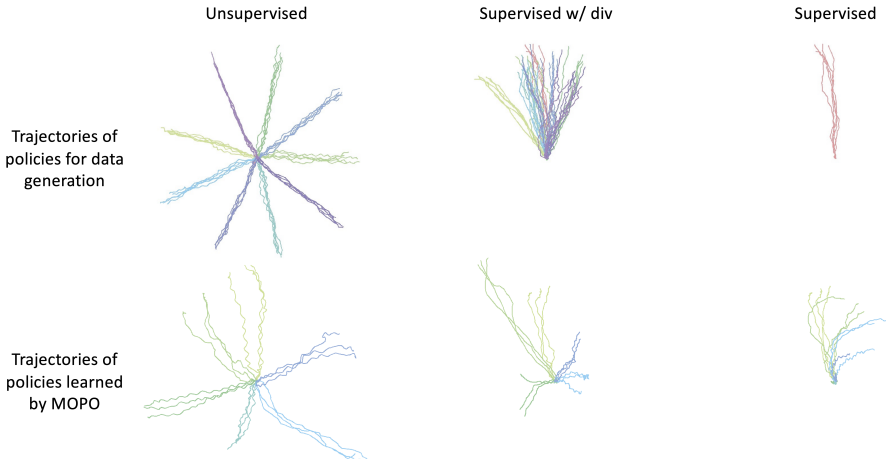 Unsupervised
Supervised w/ div
Supervised
Trajectories of
policies for data
generation
Trajectories of
policies learned
by MOPO